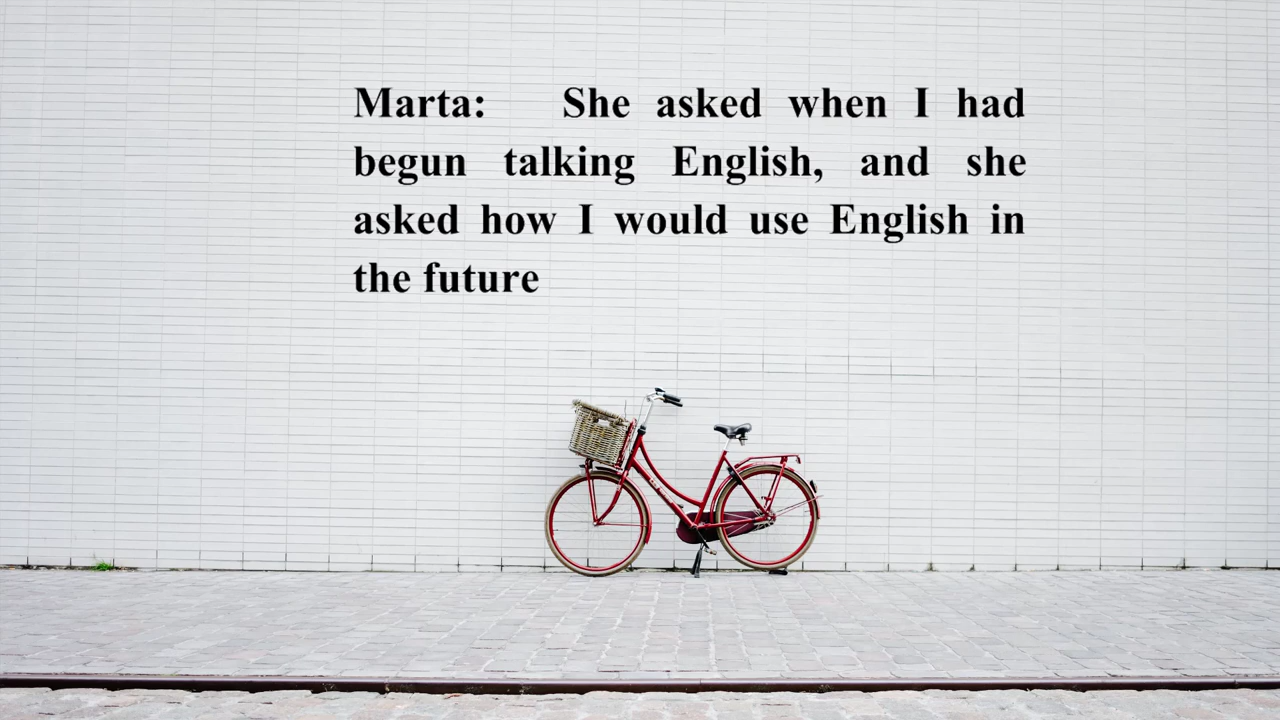 Marta: She asked when I had
begun talking English, and she
asked how I would use English in
the future